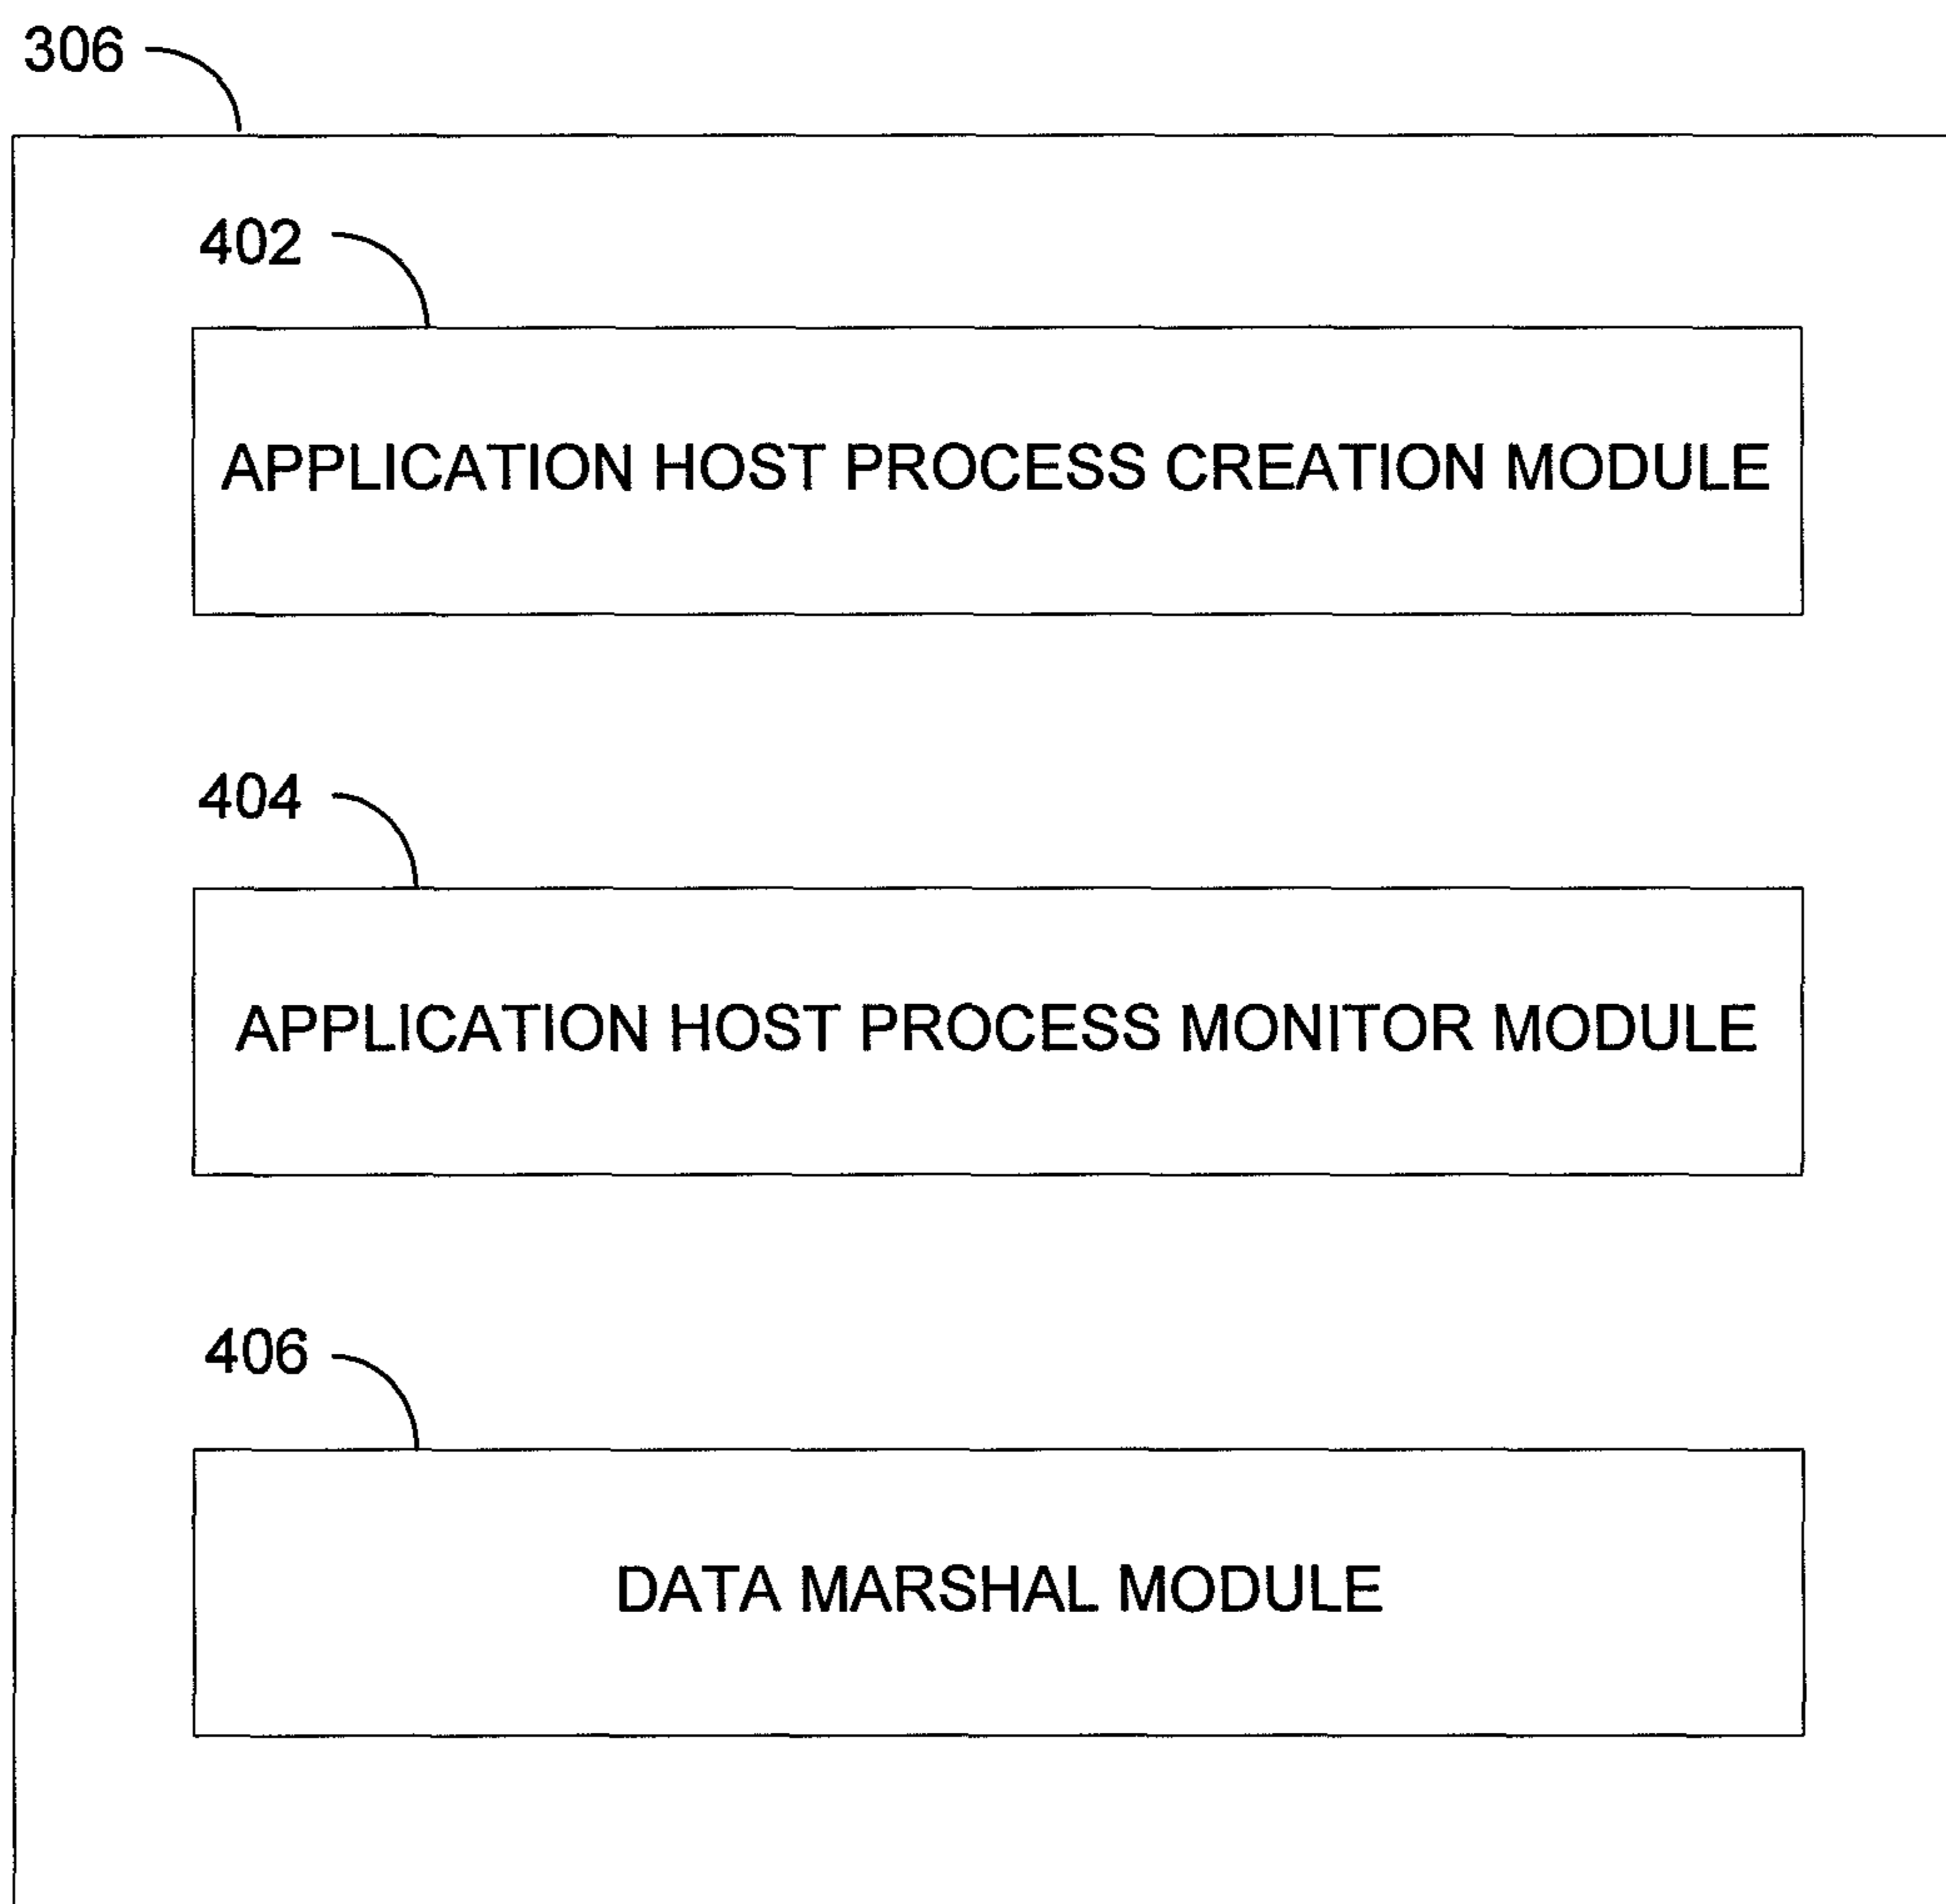 306
402
APPLICATION HOST PROCESS CREATION MODULE
404
APPLICATION HOST PROCESS MONITOR MODULE
406
DATA MARSHAL MODULE